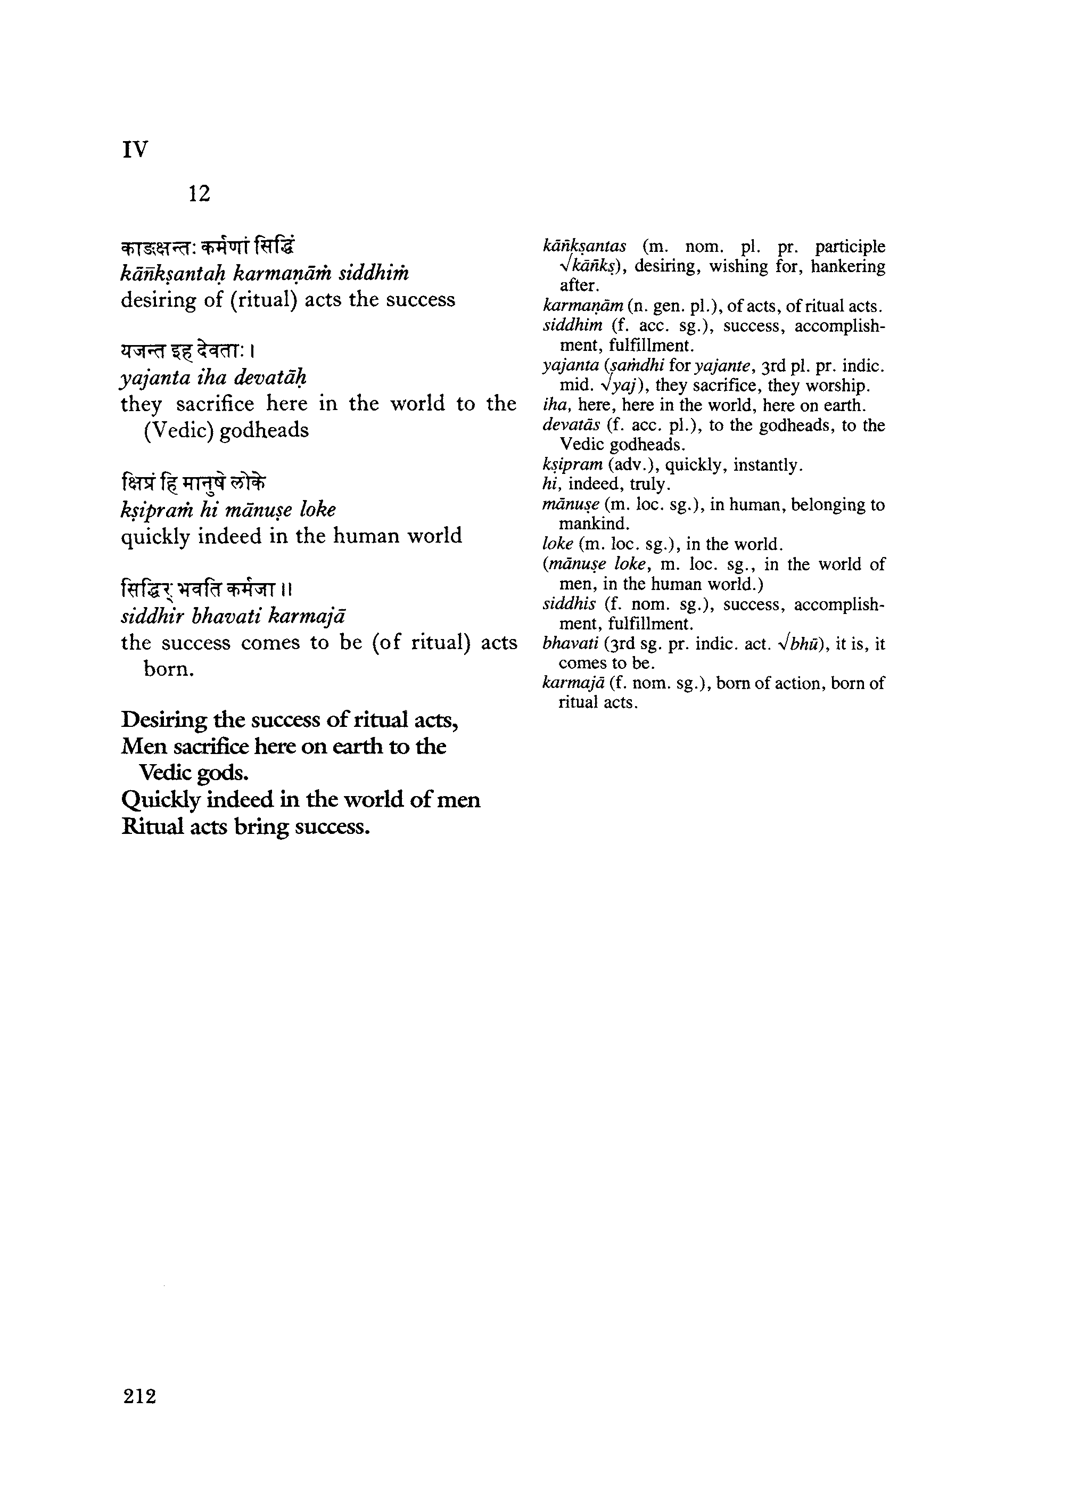 IV
12
काङ्क्षन्तः कर्मणां सिद्धिं
kāñkṣantaḥ karmaṇāṁ siddhiṁ
desiring of (ritual) acts the success
यजन्त इह देवताः ।
yajanta iha devatāḥ
they sacrifice here in the world to the
(Vedic) godheads
क्षिप्रं हि मानुषे लोके
kṣipraṁ hi mānuṣe loke
quickly indeed in the human world
सिद्धिर् भवति कर्मजा ।।
siddhir bhavati karmajā
the success comes to be (of ritual) acts
born.
Desiring the success of ritual acts,
Men sacrifice here on earth to the
Vedic gods.
Quickly indeed in the world of men
Ritual acts bring success.
kāñkṣantas (m. nom. pl. pr. participle
√kāñkṣ), desiring, wishing for, hankering
after.
karmaṇām (n. gen. pl.), of acts, of ritual acts.
siddhim (f. acc. sg.), success, accomplish-
ment, fulfillment.
yajanta (saṁdhi for yajante, 3rd pl. pr. indic.
mid. √yaj), they sacrifice, they worship.
iha, here, here in the world, here on earth.
devatās (f. acc. pl.), to the godheads, to the
Vedic godheads.
kṣipram (adv.), quickly, instantly.
hi, indeed, truly.
mānuṣe (m. loc. sg.), in human, belonging to
mankind.
loke (m. loc. sg.), in the world.
(mānuṣe loke, m. loc. sg., in the world of
men, in the human world.)
siddhis (f. nom. sg.), success, accomplish-
ment, fulfillment.
bhavati (3rd sg. pr. indic. act. √bhū), it is, it
comes to be.
karmajā (f. nom. sg.), born of action, born of
ritual acts.
212